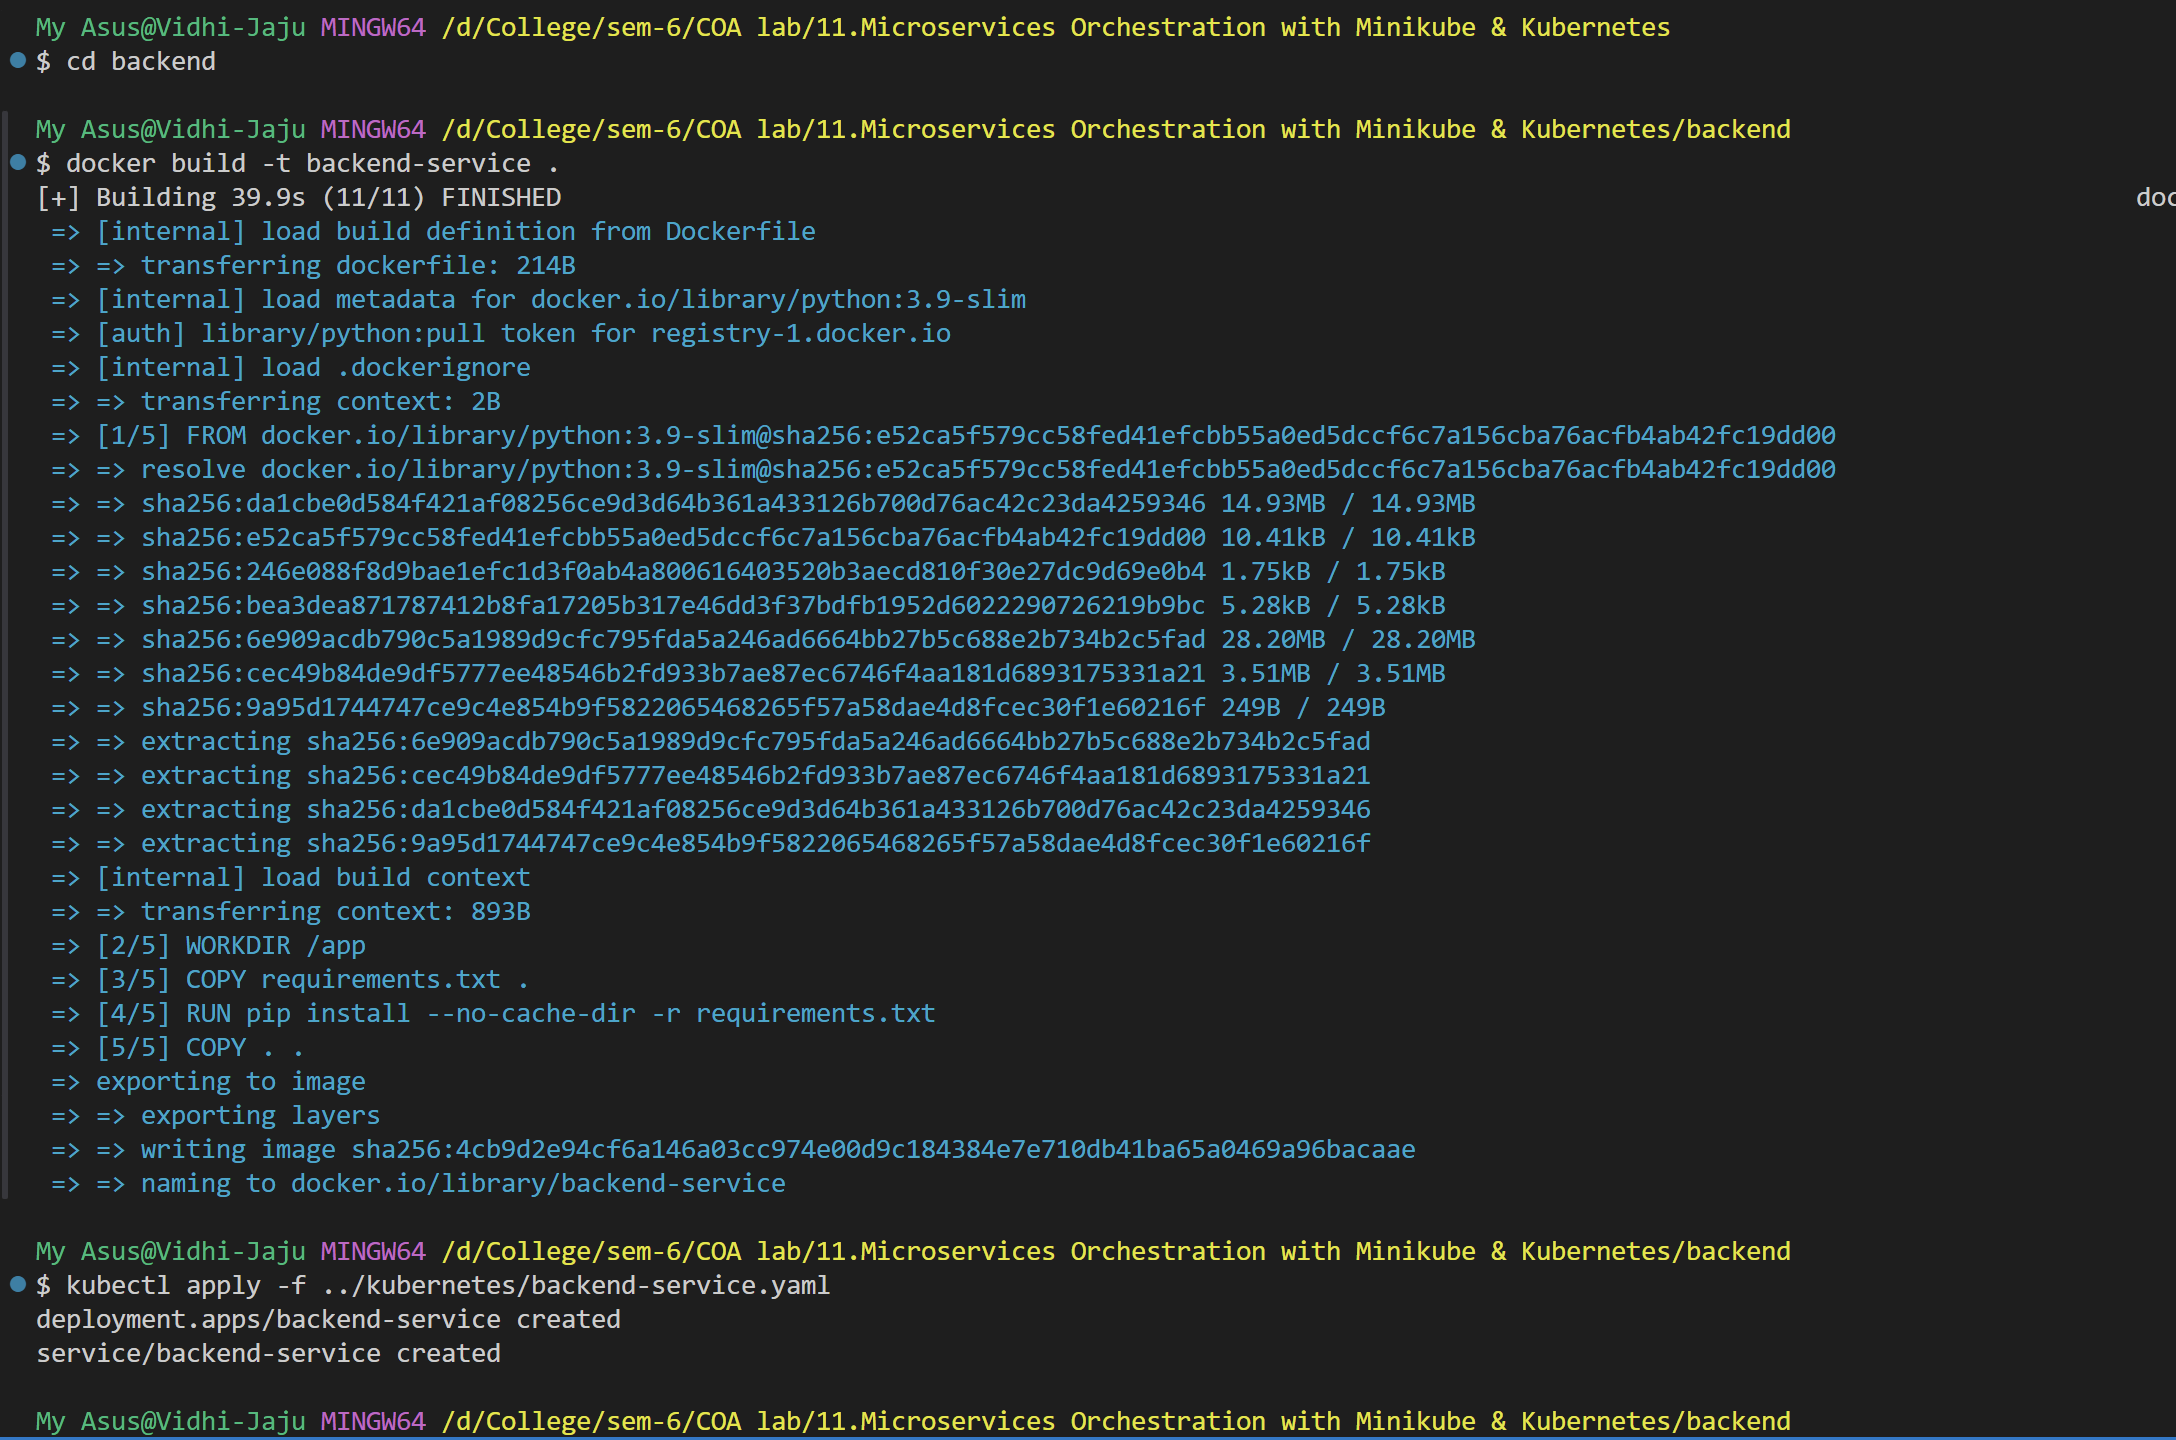 My Asus@Vidhi-Jaju MINGW64 /d/College/sem-6/COA lab/11.Microservices Orchestration with Minikube & Kubernetes
$ cd backend
My Asus@Vidhi-Jaju MINGW64 /d/College/sem-6/COA lab/11.Microservices Orchestration with Minikube & Kubernetes/backend
$ docker build -t backend-service .
[+] Building 39.9s (11/11) FINISHED doc
=> [internal] load build definition from Dockerfile
=> => transferring dockerfile: 214B
=> [internal] load metadata for docker.io/library/python:3.9-slim
=> [auth] library/python:pull token for registry-1.docker.io
=> [internal] load .dockerignore
=> => transferring context: 2B
=> [1/5] FROM docker.io/library/python:3.9-slim@sha256:e52ca5f579cc58fed41efcbb55a0ed5dccf6c7a156cba76acfb4ab42fc19dd00
=> => resolve docker.io/library/python:3.9-slim@sha256:e52ca5f579cc58fed41efcbb55a0ed5dccf6c7a156cba76acfb4ab42fc19dd00
=> => sha256:da1cbe0d584f421af08256ce9d3d64b361a433126b700d76ac42c23da4259346 14.93MB / 14.93MB
=> => sha256:e52ca5f579cc58fed41efcbb55a0ed5dccf6c7a156cba76acfb4ab42fc19dd00 10.41kB / 10.41kB
=> => sha256:246e088f8d9bae1efc1d3f0ab4a800616403520b3aecd810f30e27dc9d69e0b4 1.75kB / 1.75kB
=> => sha256:bea3dea871787412b8fa17205b317e46dd3f37bdfb1952d6022290726219b9bc 5.28kB / 5.28kB
=> => sha256:6e909acdb790c5a1989d9cfc795fda5a246ad6664bb27b5c688e2b734b2c5fad 28.20MB / 28.20MB
=> => sha256:cec49b84de9df5777ee48546b2fd933b7ae87ec6746f4aa181d6893175331a21 3.51MB / 3.51MB
=> => sha256:9a95d1744747ce9c4e854b9f5822065468265f57a58dae4d8fcec30f1e60216f 249B / 249B
=> => extracting sha256:6e909acdb790c5a1989d9cfc795fda5a246ad6664bb27b5c688e2b734b2c5fad
=> => extracting sha256:cec49b84de9df5777ee48546b2fd933b7ae87ec6746f4aa181d6893175331a21
=> => extracting sha256:da1cbe0d584f421af08256ce9d3d64b361a433126b700d76ac42c23da4259346
=> => extracting sha256:9a95d1744747ce9c4e854b9f5822065468265f57a58dae4d8fcec30f1e60216f
=> [internal] load build context
=> => transferring context: 893B
=> [2/5] WORKDIR /app
=> [3/5] COPY requirements.txt .
=> [4/5] RUN pip install --no-cache-dir -r requirements.txt
=> [5/5] COPY . .
=> exporting to image
=> => exporting layers
=> => writing image sha256:4cb9d2e94cf6a146a03cc974e00d9c184384e7e710db41ba65a0469a96bacaae
=> => naming to docker.io/library/backend-service
My Asus@Vidhi-Jaju MINGW64 /d/College/sem-6/COA lab/11.Microservices Orchestration with Minikube & Kubernetes/backend
$ kubectl apply -f ../kubernetes/backend-service.yaml
deployment.apps/backend-service created
service/backend-service created
My Asus@Vidhi-Jaju MINGW64 /d/College/sem-6/COA lab/11.Microservices Orchestration with Minikube & Kubernetes/backend